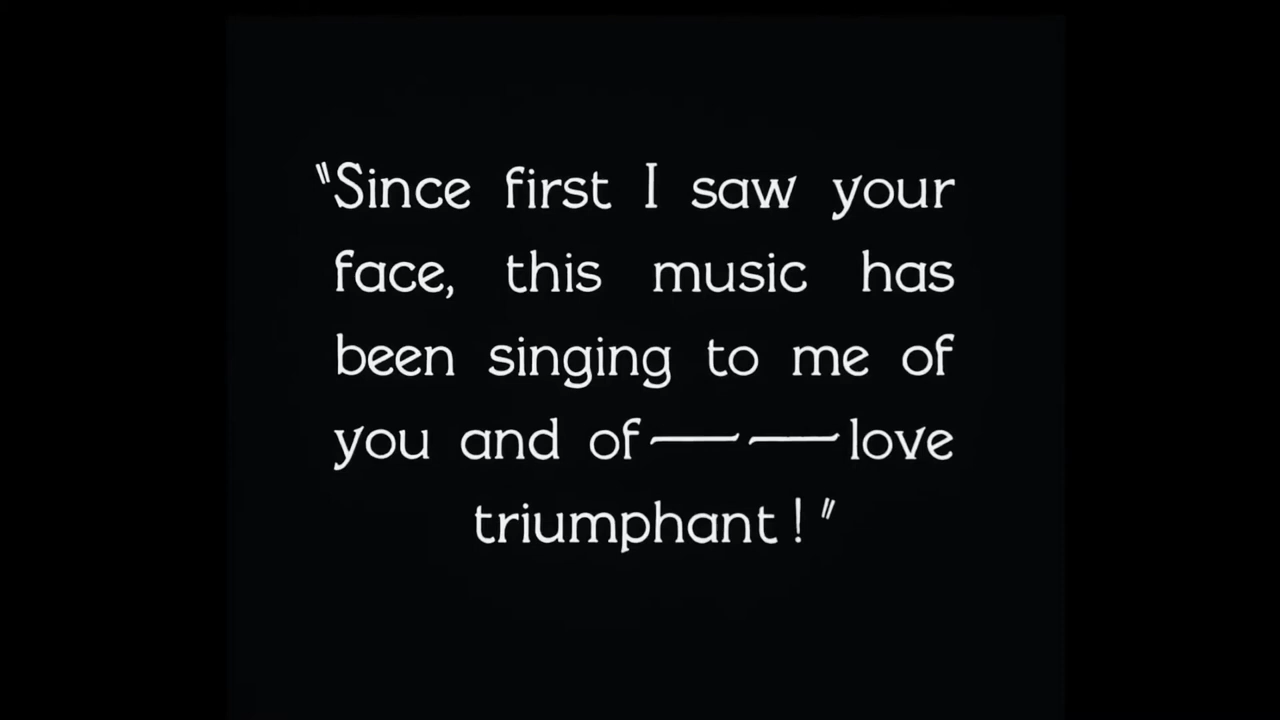 "Since first I saw your
face, this music has
been singing to me of
you and of——love
triumphant!"